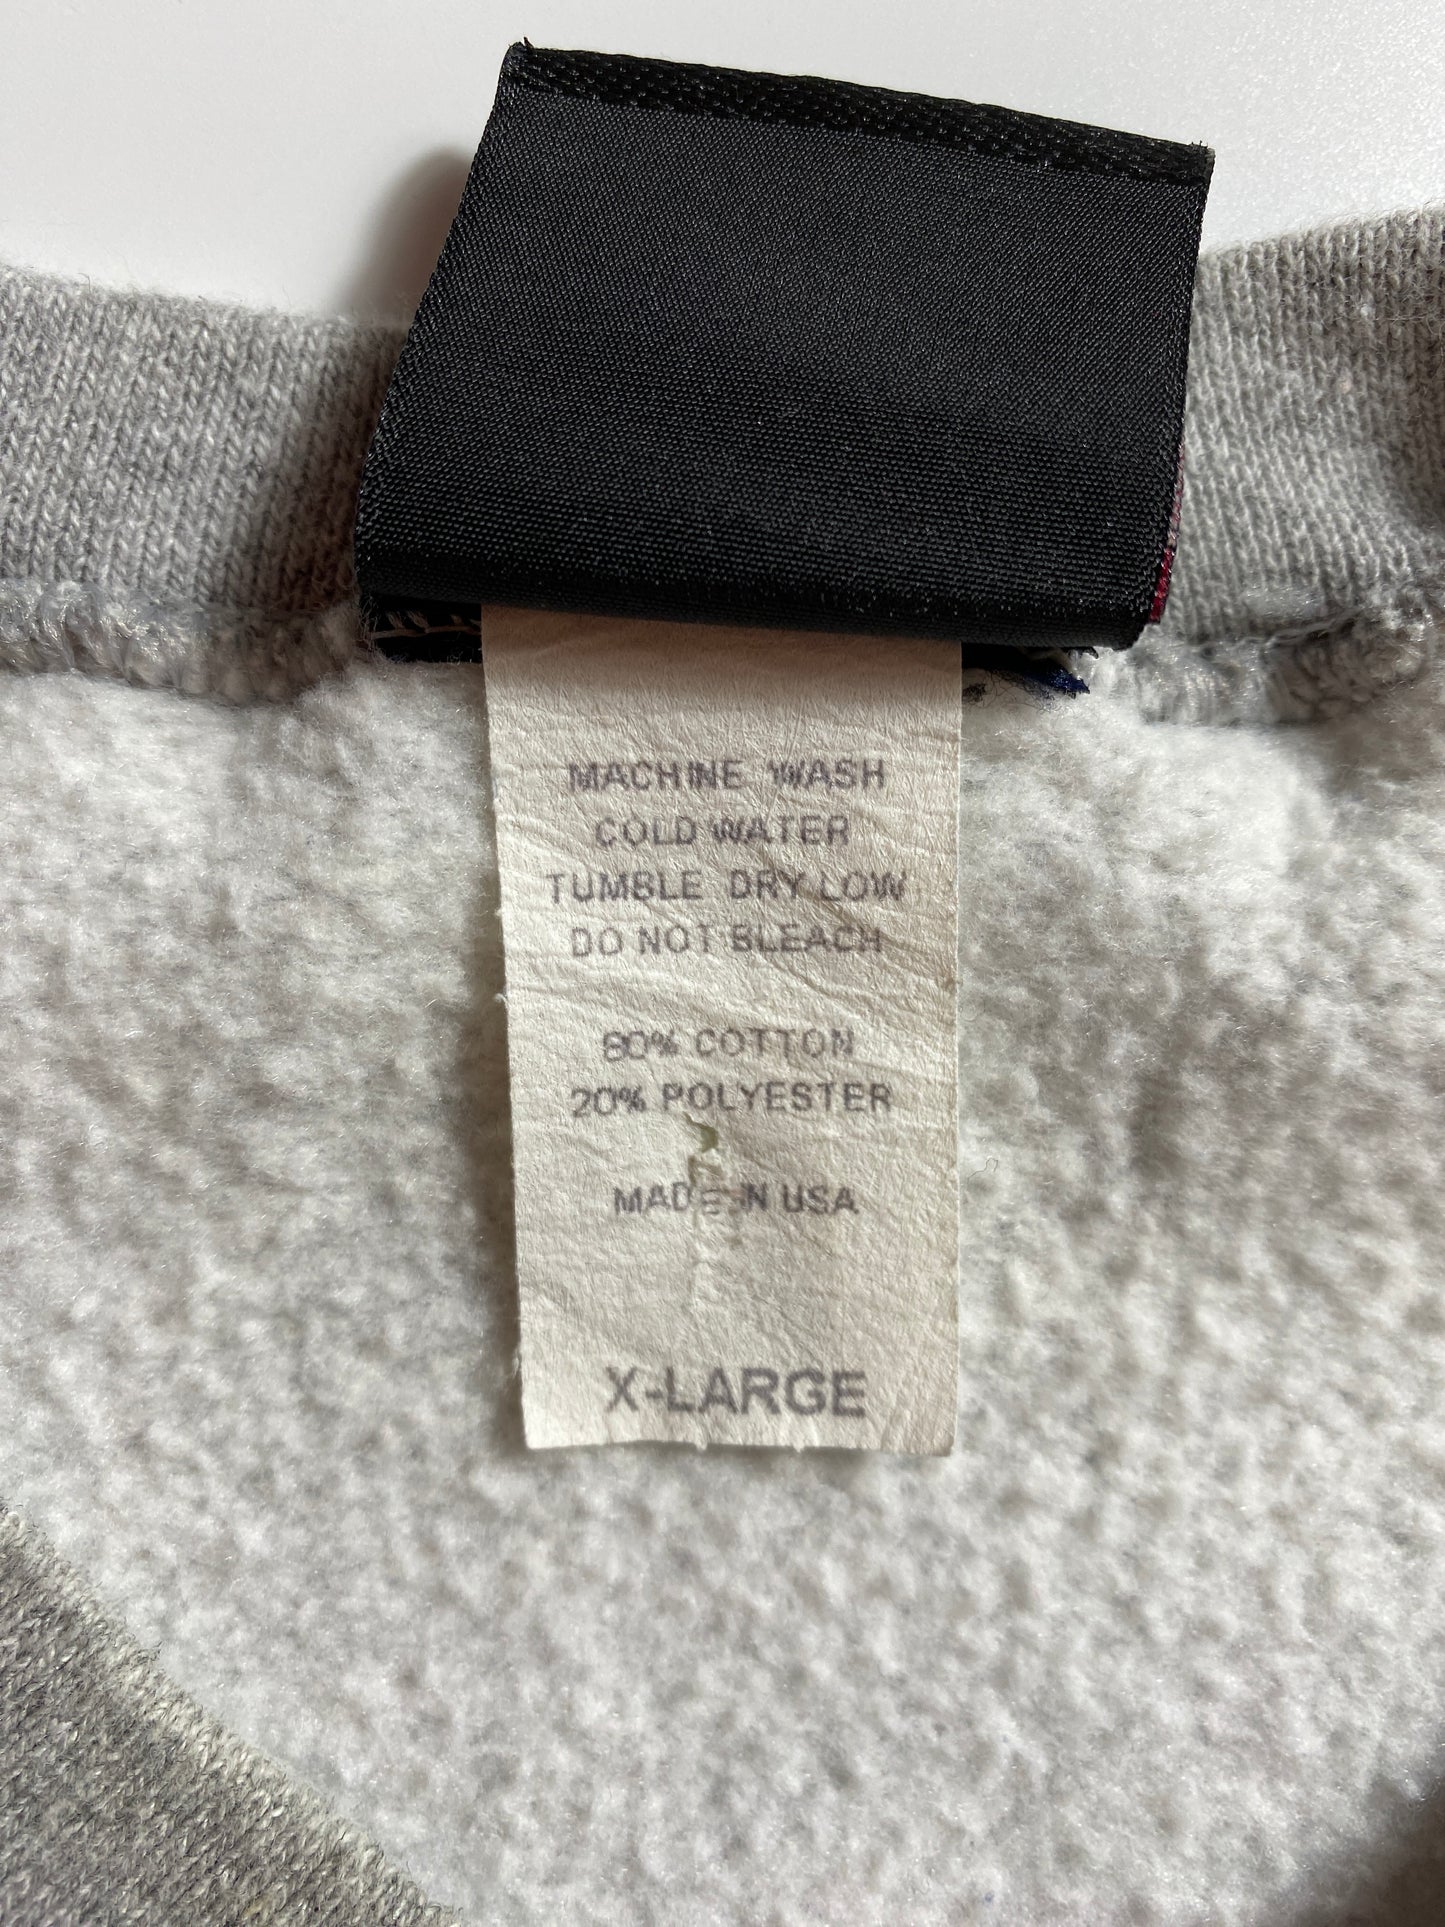 MACHINE WASH
COLD WATER
TUMBLE DRY LOW
DO NOT BLEACH
80% COTTON
20% POLYESTER
MADE IN USA
X-LARGE